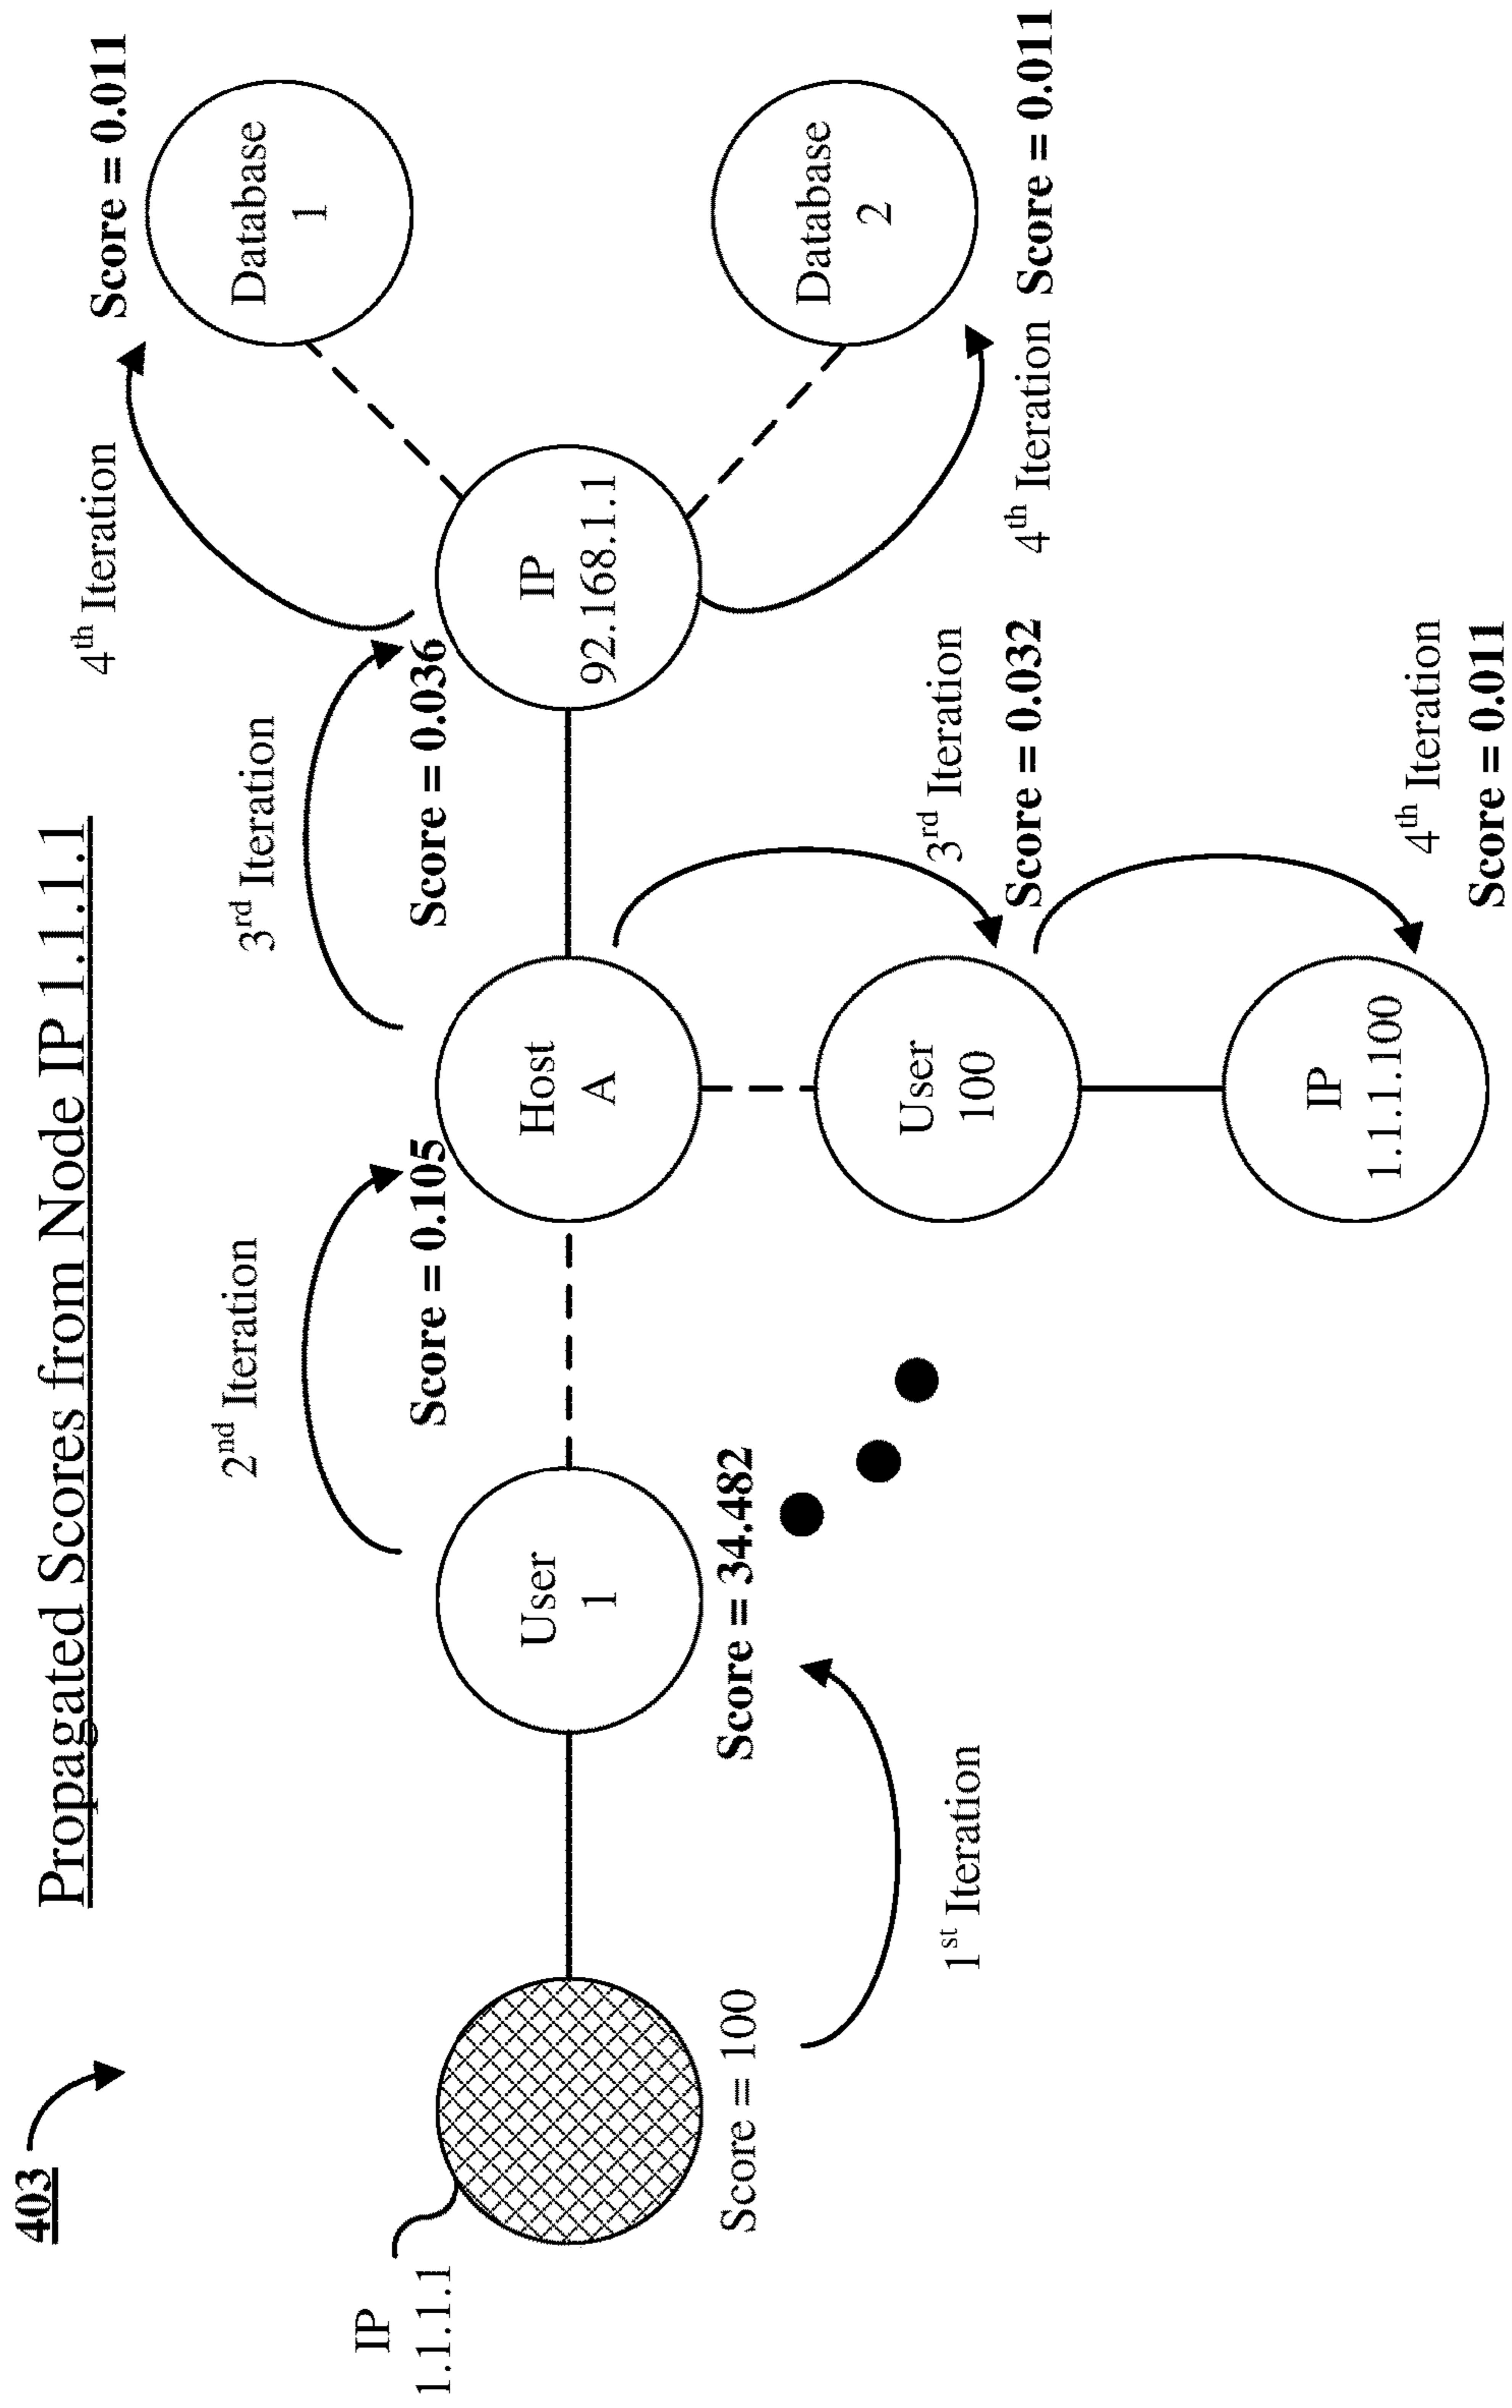 403
Propagated Scores from Node IP 1.1.1.1
4th Iteration
Score = 0.011
Database
1
3rd Iteration
2nd Iteration
IP
1.1.1.1
Score = 0.105
Score = 0.036
User
1
Host
A
IP
92.168.1.1
Database
2
Score = 100
Score = 34.482
1st Iteration
User
100
3rd Iteration
Score = 0.032
4th Iteration
Score = 0.011
IP
1.1.1.100
4th Iteration
Score = 0.011